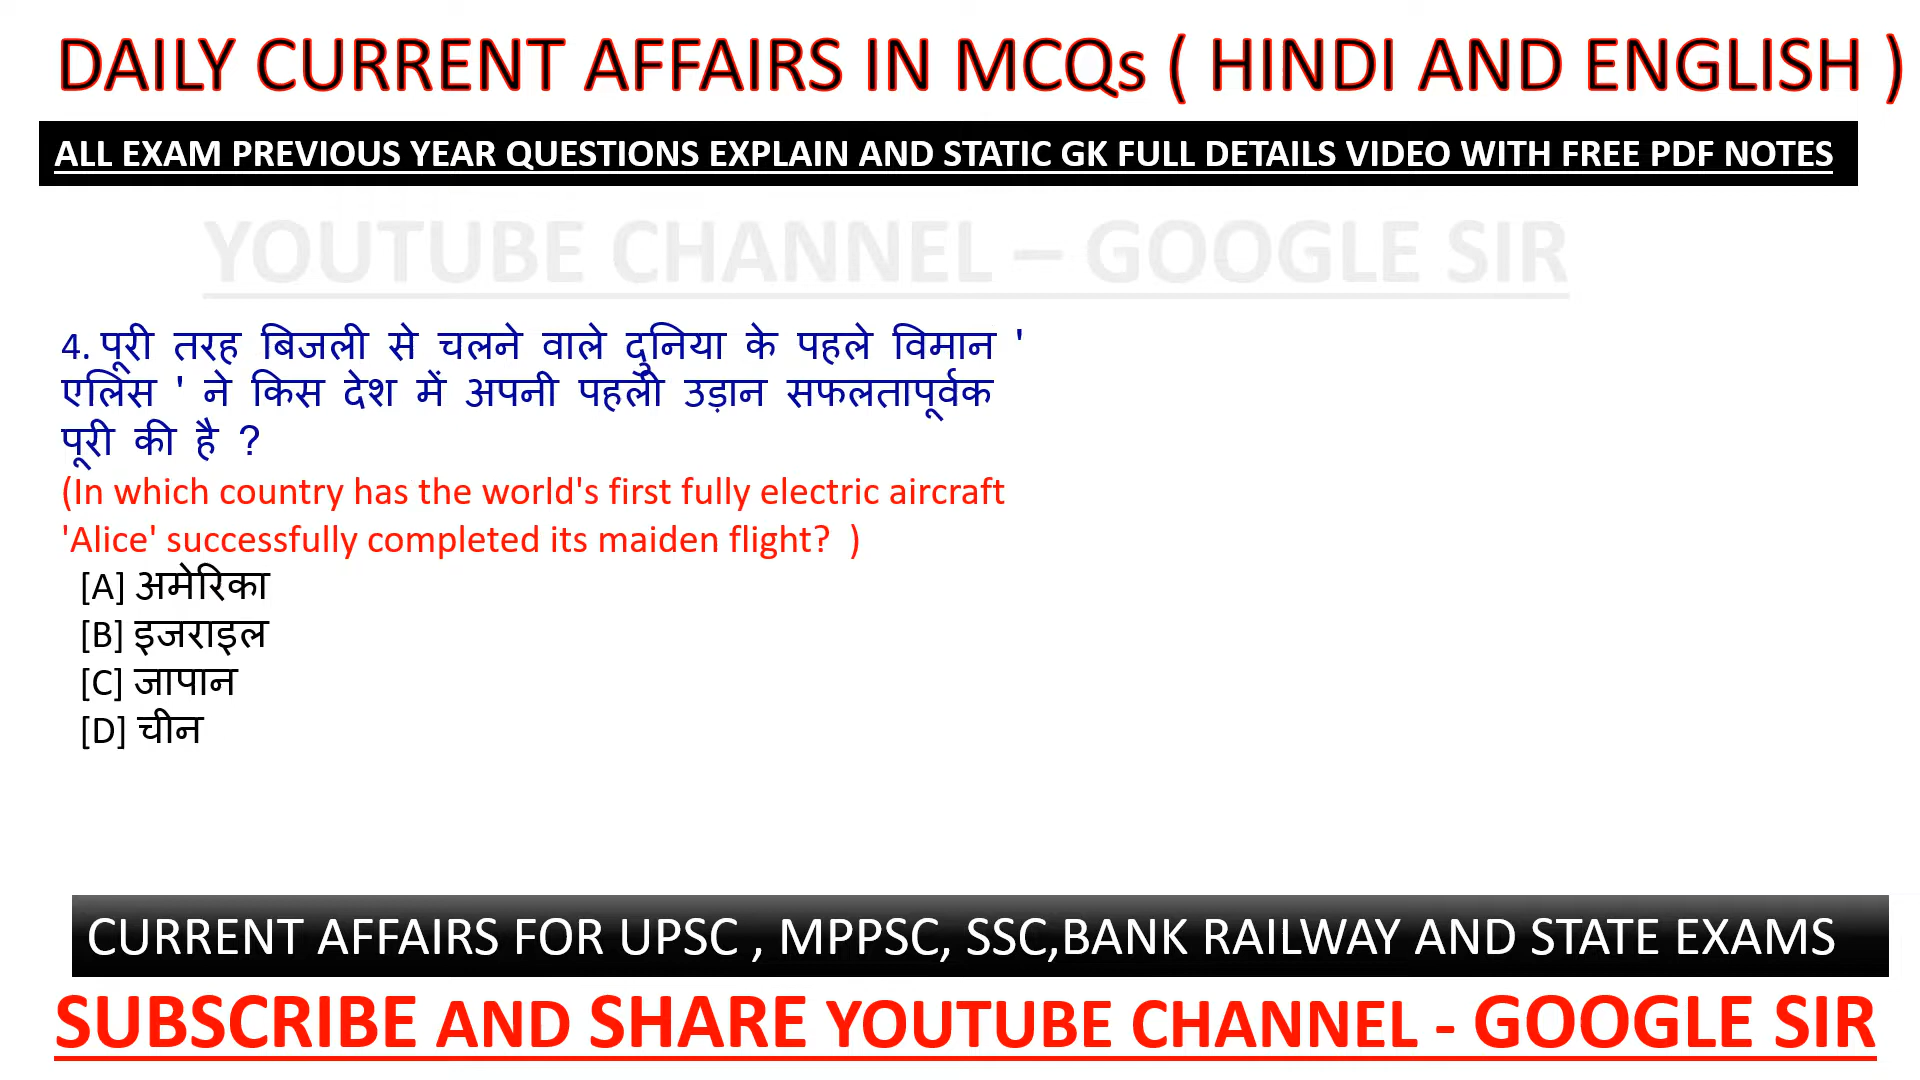 DAILY CURRENT AFFAIRS IN MCQs ( HINDI AND ENGLISH )
ALL EXAM PREVIOUS YEAR QUESTIONS EXPLAIN AND STATIC GK FULL DETAILS VIDEO WITH FREE PDF NOTES
YOUTUBE CHANNEL – GOOGLE SIR
4. पूरी तरह बिजली से चलने वाले दुनिया के पहले विमान '
एलिस ' ने किस देश में अपनी पहली उड़ान सफलतापूर्वक
पूरी की है ?
(In which country has the world's first fully electric aircraft
'Alice' successfully completed its maiden flight? )
[A] अमेरिका
[B] इजराइल
[C] जापान
[D] चीन
CURRENT AFFAIRS FOR UPSC , MPPSC, SSC,BANK RAILWAY AND STATE EXAMS
SUBSCRIBE AND SHARE YOUTUBE CHANNEL - GOOGLE SIR